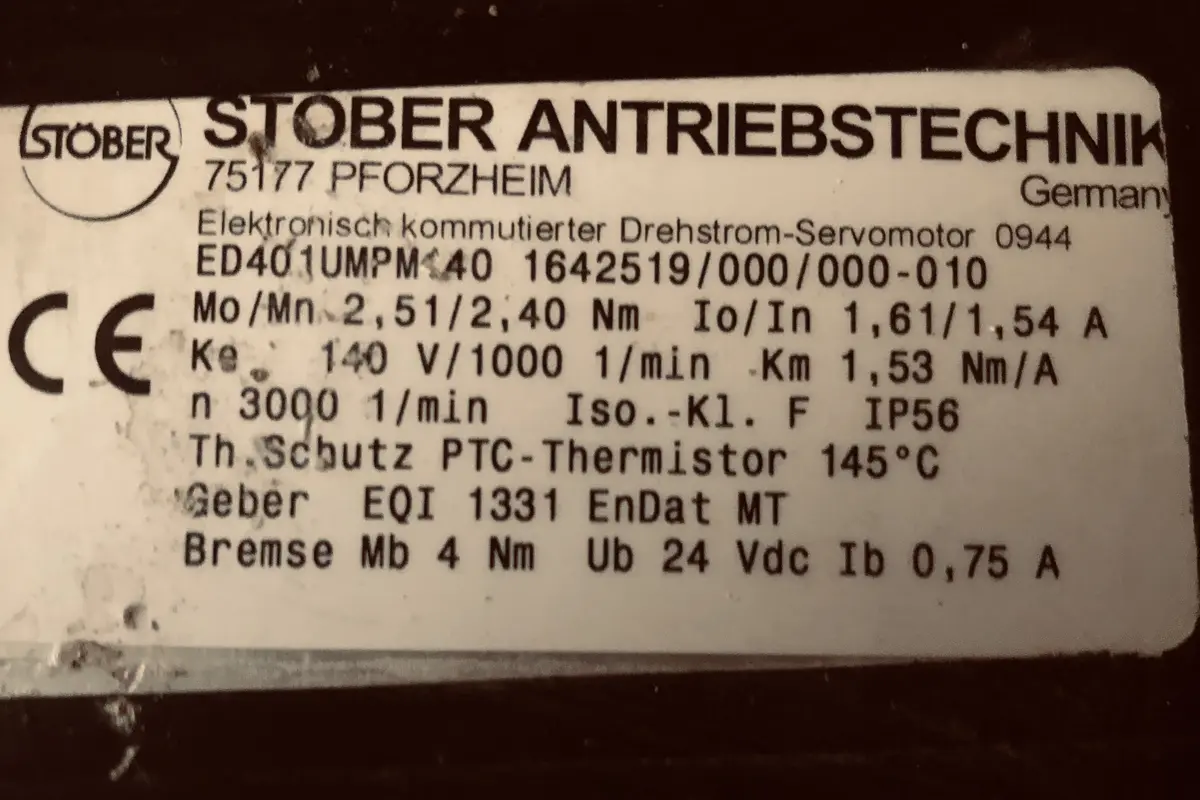 STÖBER
STÖBER ANTRIEBSTECHNIK
75177 PFORZHEIM
Germany
Elektronisch kommutierter Drehstrom-Servomotor 0944
ED401UMPM140 1642519/000/000-010
Mo/Mn 2,51/2,40 Nm Io/In 1,61/1,54 A
Ke 140 V/1000 1/min Km 1,53 Nm/A
n 3000 1/min Iso.-Kl. F IP56
Th.Schutz PTC-Thermistor 145°C
Geber EQI 1331 EnDat MT
Bremse Mb 4 Nm Ub 24 Vdc Ib 0,75 A
CE